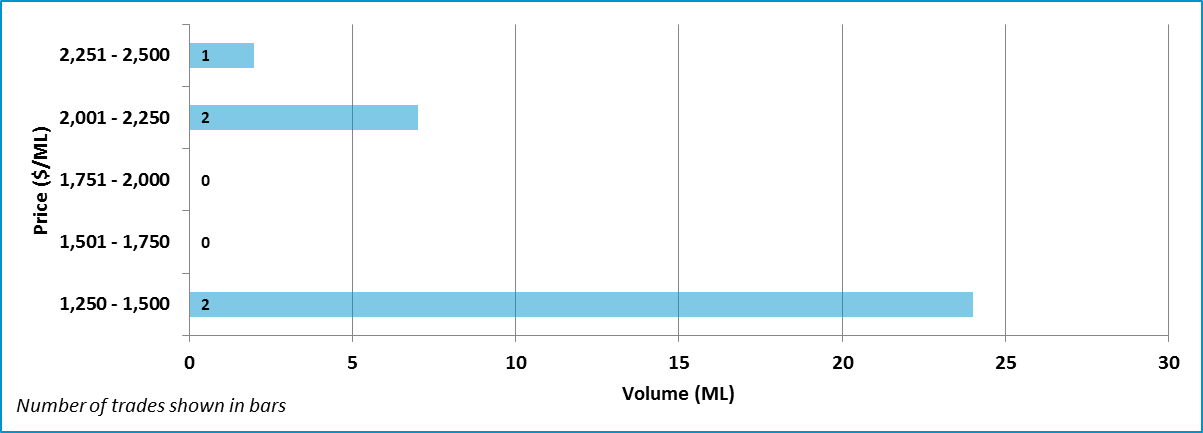 Price ($/ML)
2,251 - 2,500
1
2,001 - 2,250
2
1,751 - 2,000
0
1,501 - 1,750
0
1,250 - 1,500
2
0 5 10 15 20 25 30
Volume (ML)
Number of trades shown in bars